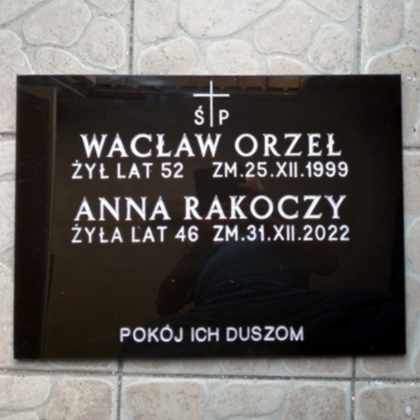 Ś P
WACŁAW ORZEŁ
ŻYŁ LAT 52 ZM.25.XII.1999
ANNA RAKOCZY
ŻYŁA LAT 46 ZM.31.XII.2022
POKÓJ ICH DUSZOM